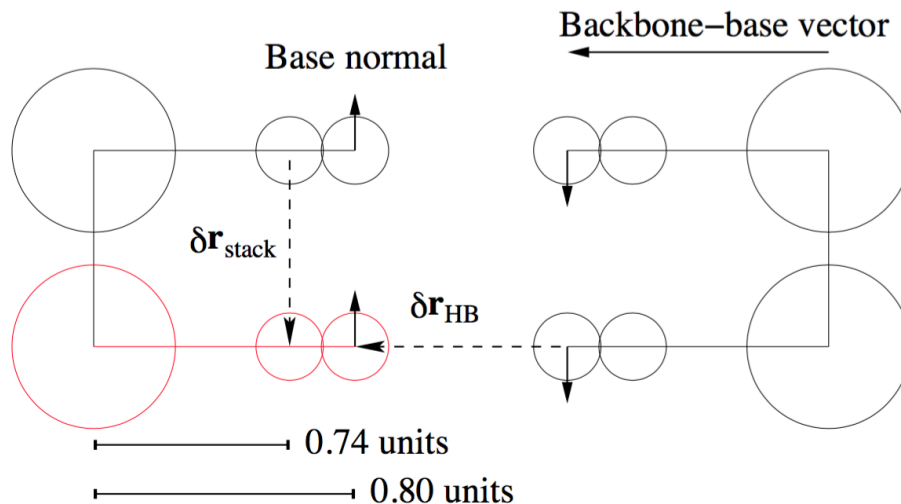 Backbone−base vector
Base normal
δr_stack
δr_HB
0.74 units
0.80 units